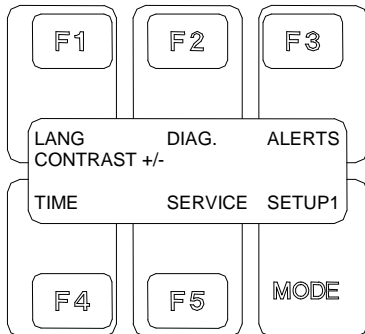 F1 F2 F3
LANG DIAG. ALERTS
CONTRAST +/-
TIME SERVICE SETUP1
F4 F5 MODE